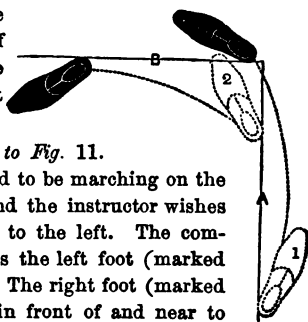 e
f
e
t
B
2
to Fig. 11.
d to be marching on the
nd the instructor wishes
to the left. The com-
s the left foot (marked
The right foot (marked
in front of and near to
A
1